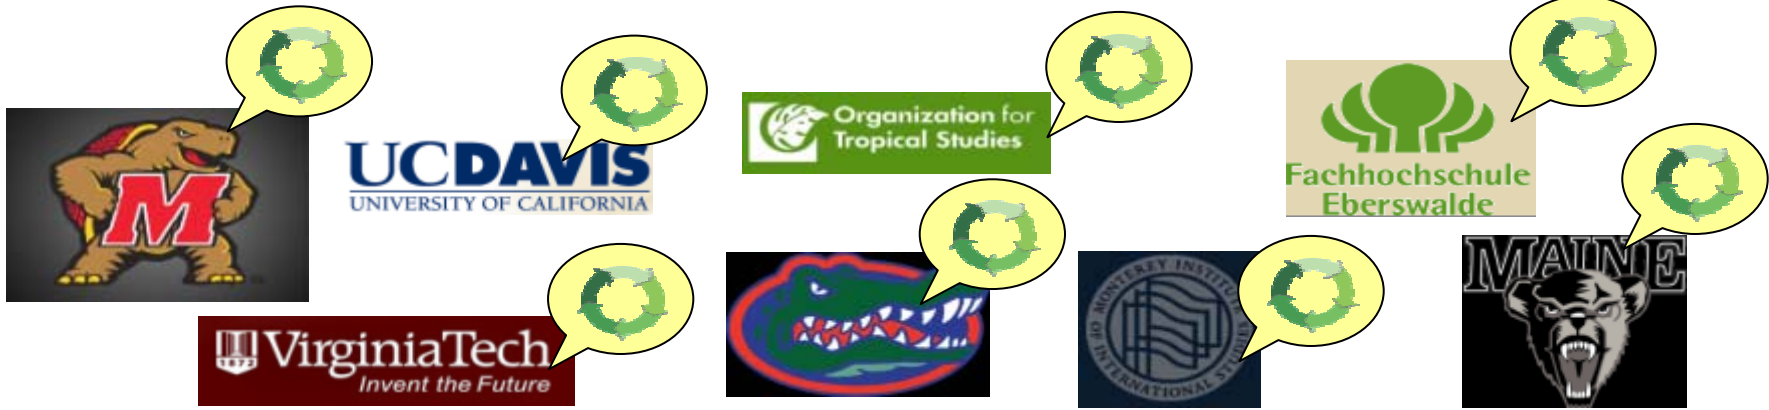 M
UCDAVIS
UNIVERSITY OF CALIFORNIA
Organization for
Tropical Studies
Fachhochschule
Eberswalde
1872
VirginiaTech
Invent the Future
MONTEREY INSTITUTE
OF INTERNATIONAL STUDIES
MAINE